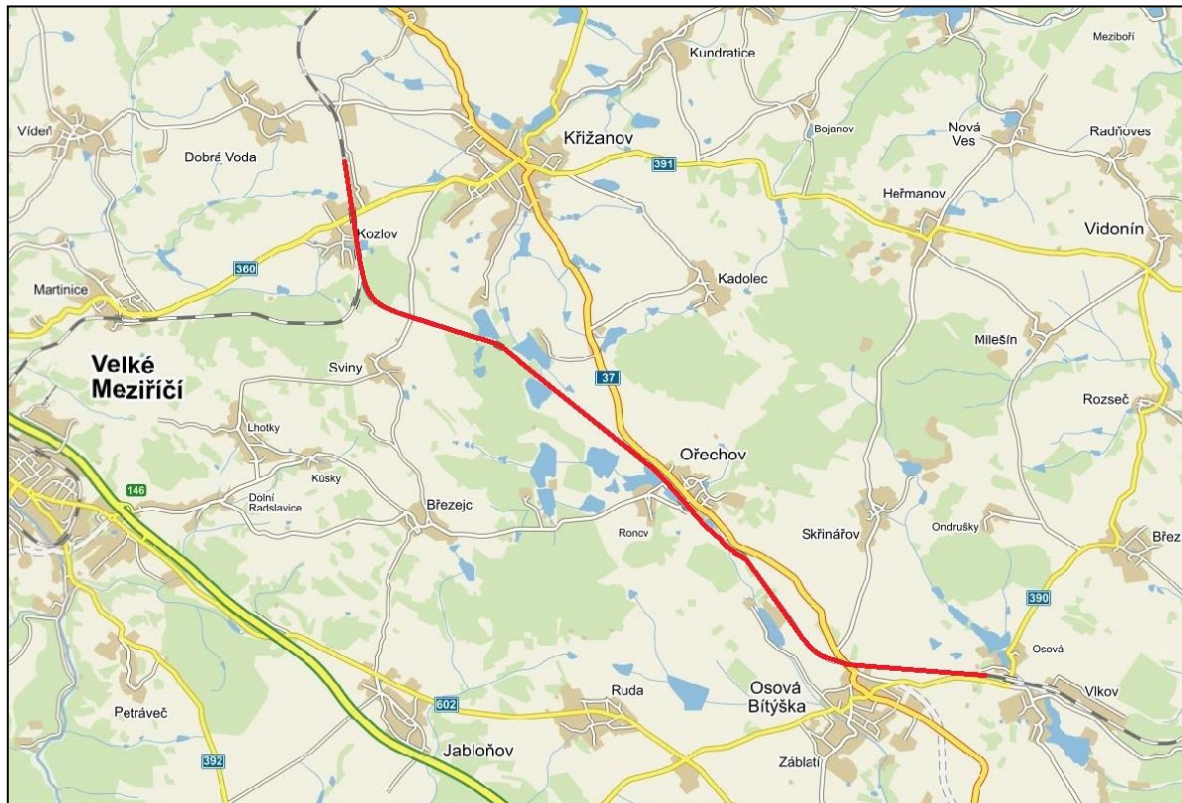 Kundratice
Meziboří
Vídeň
Dobrá Voda
Křižanov
Bojanov
Nová
Ves
Radňoves
391
Heřmanov
Kozlov
Vidonín
360
Martinice
Kadolec
Milešín
Velké
Meziříčí
Sviny
37
Rozseč
Lhotky
Ořechov
Kúsky
146
Dolní
Radslavice
Březejc
Ronov
Skřinářov
Ondrušky
Břez
390
Osová
Osová
Bítýška
Vlkov
Ruda
602
Petráveč
Jabloňov
392
Záblatí